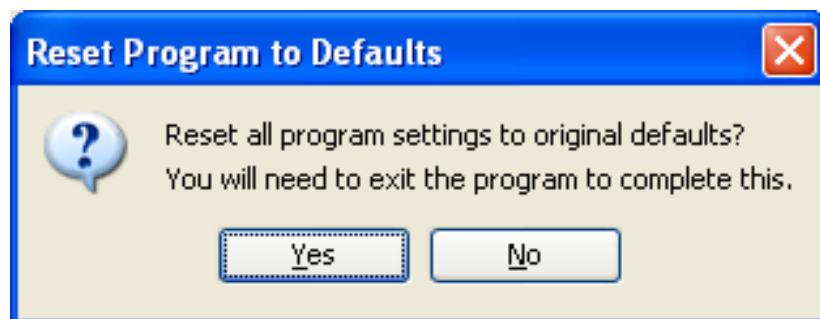 Reset Program to Defaults
Reset all program settings to original defaults?
You will need to exit the program to complete this.
Yes No